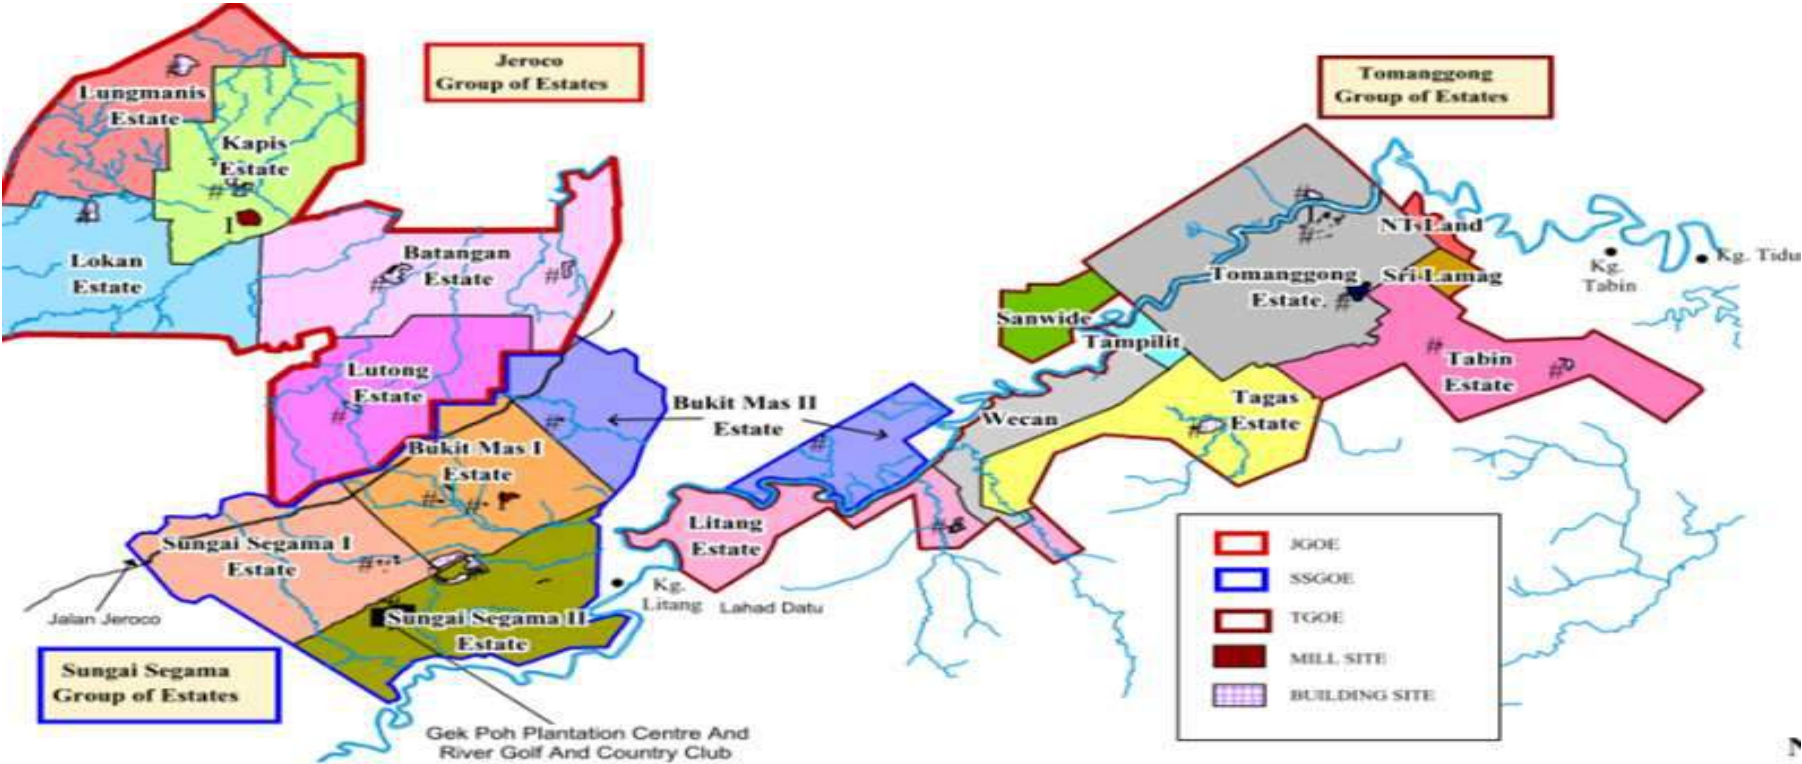 Jeroco
Group of Estates
Tomanggong
Group of Estates
Lungmanis
Estate
Kapis
Estate
Lokan
Estate
Batangan
Estate
Lutong
Estate
NTsLand
Kg.
Tabin
Kg. Tidu
Tomanggong
Estate.
Sri Lamag
Sanwide
Tampilit
Tabin
Estate
Bukit Mas II
Estate
Wecan
Tagas
Estate
Bukit Mas I
Estate
Litang
Estate
Sungai Segama I
Estate
Kg.
Litang
Lahad Datu
Jalan Jeroco
Sungai Segama II
Estate
Sungai Segama
Group of Estates
Gek Poh Plantation Centre And
River Golf And Country Club
JGOE
SSGOE
TGOE
MILL SITE
BUILDING SITE